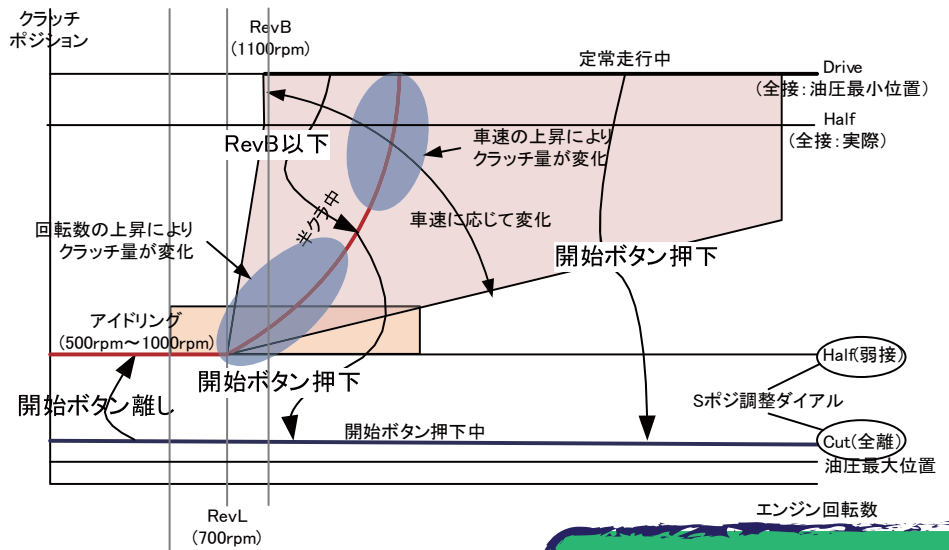 クラッチ
ポジション
RevB
(1100rpm)
定常走行中
Drive
(全接:油圧最小位置)
Half
(全接:実際)
RevB以下
車速の上昇により
クラッチ量が変化
半クラ中
車速に応じて変化
回転数の上昇により
クラッチ量が変化
開始ボタン押下
アイドリング
(500rpm~1000rpm)
Half(弱接)
開始ボタン押下
開始ボタン離し
Sポジ調整ダイアル
開始ボタン押下中
Cut(全離)
油圧最大位置
エンジン回転数
RevL
(700rpm)